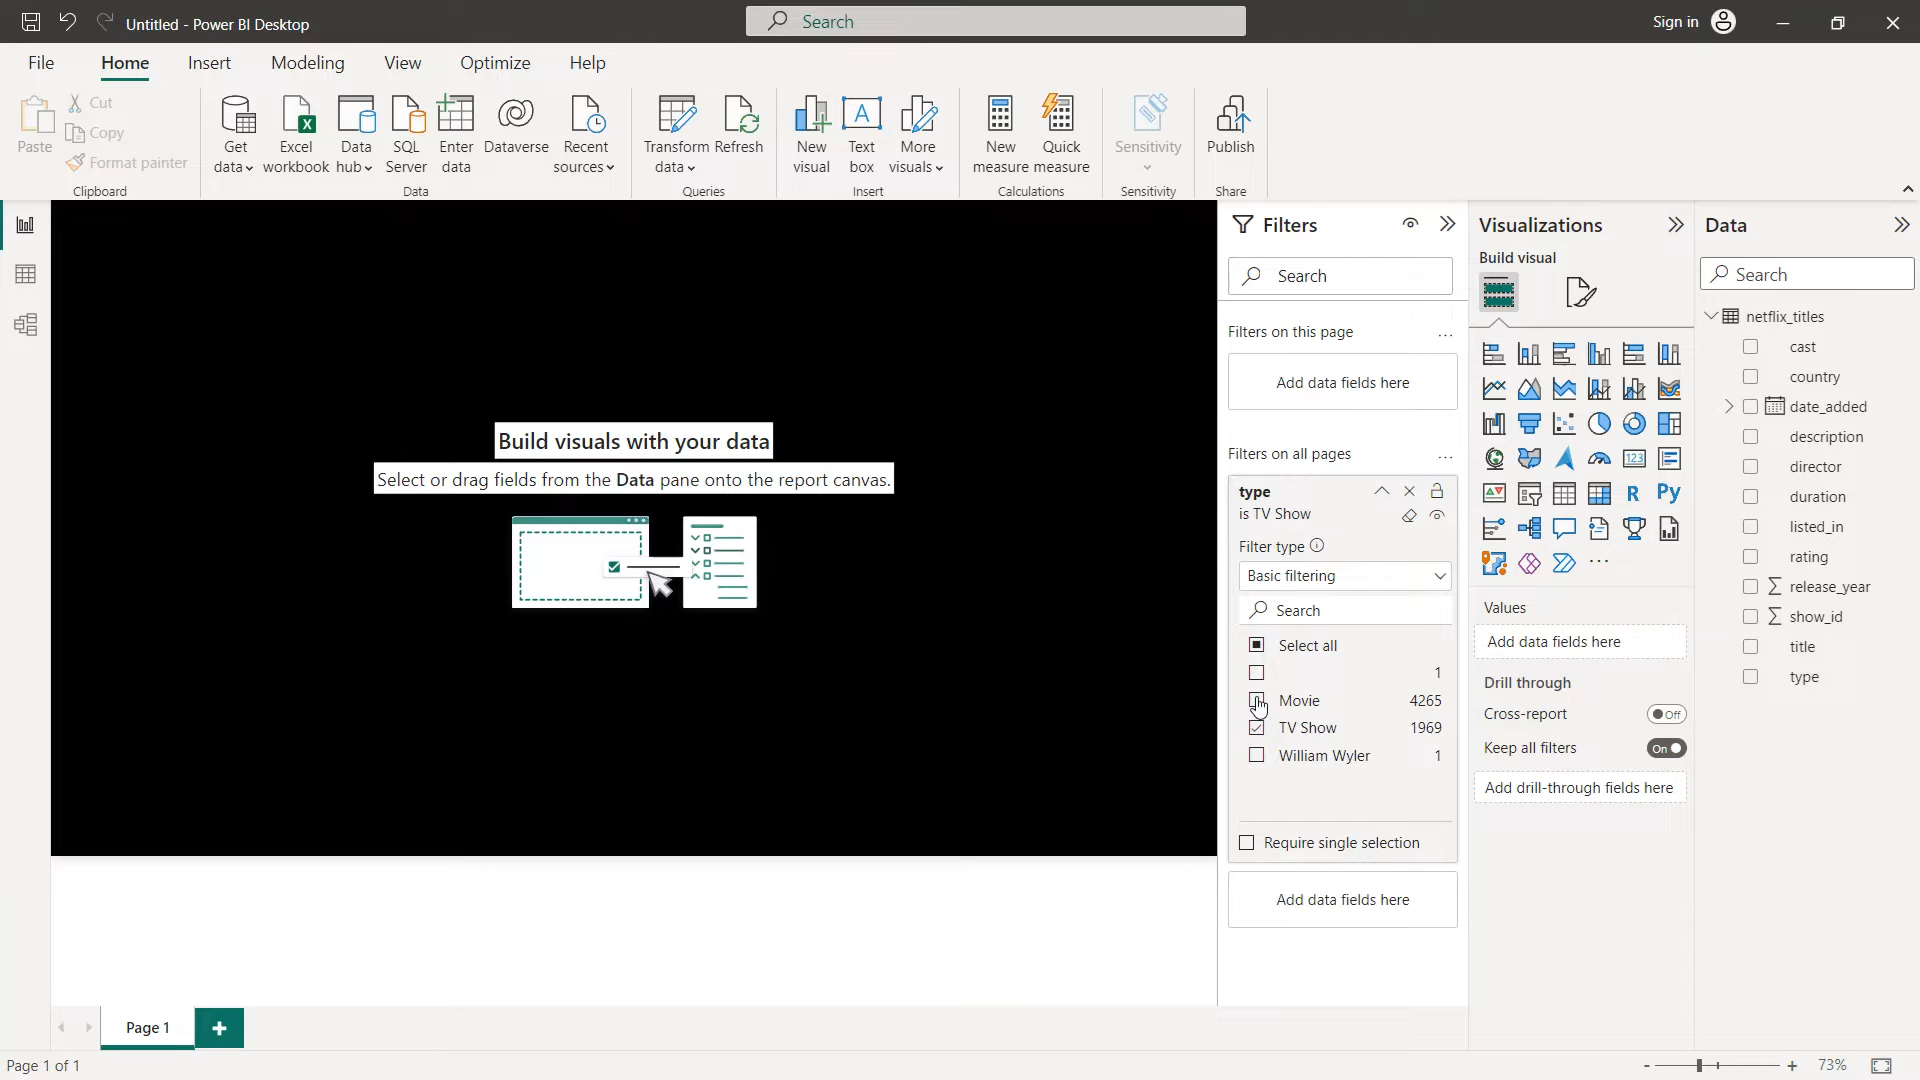 Untitled - Power BI Desktop
Search
Sign in
File
Home
Insert
Modeling
View
Optimize
Help
Paste
Cut
Copy
Format painter
Clipboard
Get data
Excel workbook
Data hub
SQL Server
Enter data
Dataverse
Recent sources
Data
Transform data
Refresh
Queries
New visual
Text box
More visuals
Insert
New measure
Quick measure
Calculations
Sensitivity
Sensitivity
Publish
Share
Build visuals with your data
Select or drag fields from the Data pane onto the report canvas.
Filters
Search
Filters on this page
...
Add data fields here
Filters on all pages
...
type
is TV Show
Filter type
Basic filtering
Search
Select all
1
Movie 4265
TV Show 1969
William Wyler 1
Require single selection
Add data fields here
Visualizations
Build visual
R
Py
123
...
Values
Add data fields here
Drill through
Cross-report Off
Keep all filters On
Add drill-through fields here
Data
Search
netflix_titles
cast
country
date_added
description
director
duration
listed_in
rating
release_year
show_id
title
type
Page 1
Page 1 of 1
- + 73%